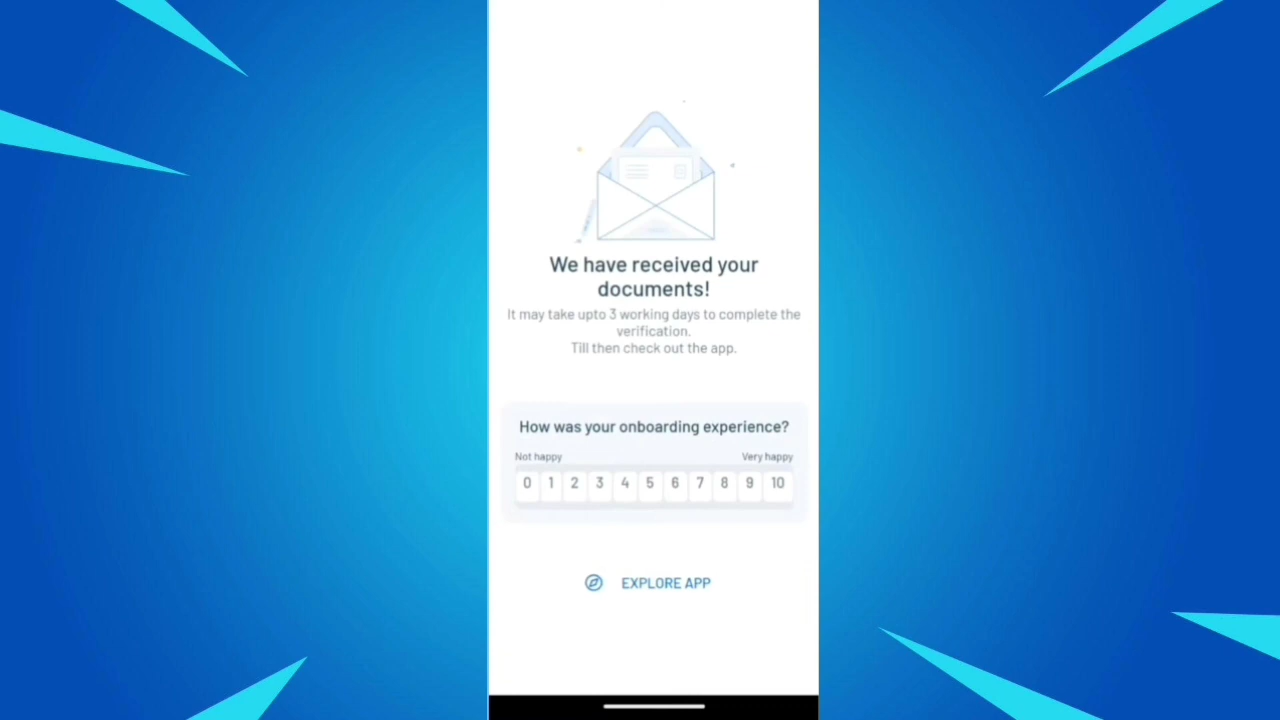 We have received your
documents!
It may take upto 3 working days to complete the
verification.
Till then check out the app.
How was your onboarding experience?
Not happy Very happy
0 1 2 3 4 5 6 7 8 9 10
EXPLORE APP